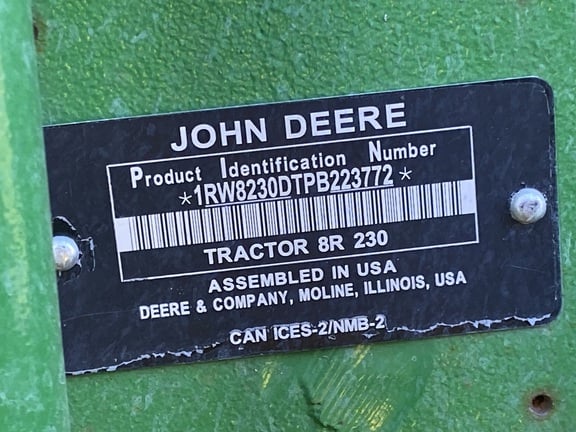 JOHN DEERE
Product Identification Number
*1RW8230DTPB223772*
TRACTOR 8R 230
ASSEMBLED IN USA
DEERE & COMPANY, MOLINE, ILLINOIS, USA
CAN ICES-2/NMB-2